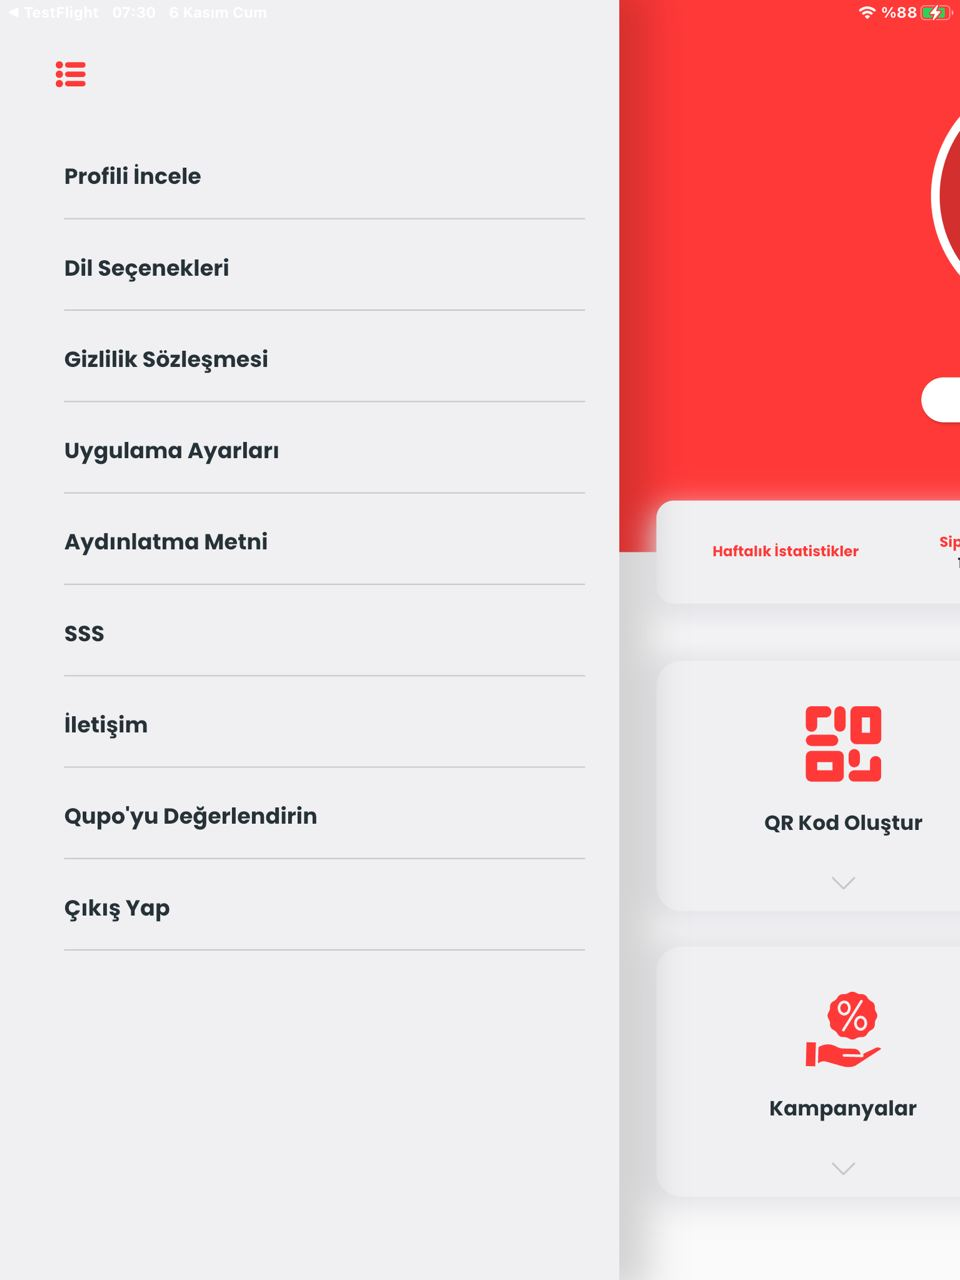 TestFlight 07:30 6 Kasım Cum %88
Profili İncele
Dil Seçenekleri
Gizlilik Sözleşmesi
Uygulama Ayarları
Aydınlatma Metni
SSS
İletişim
Qupo'yu Değerlendirin
Çıkış Yap
Haftalık İstatistikler
Sip
QR Kod Oluştur
%
Kampanyalar